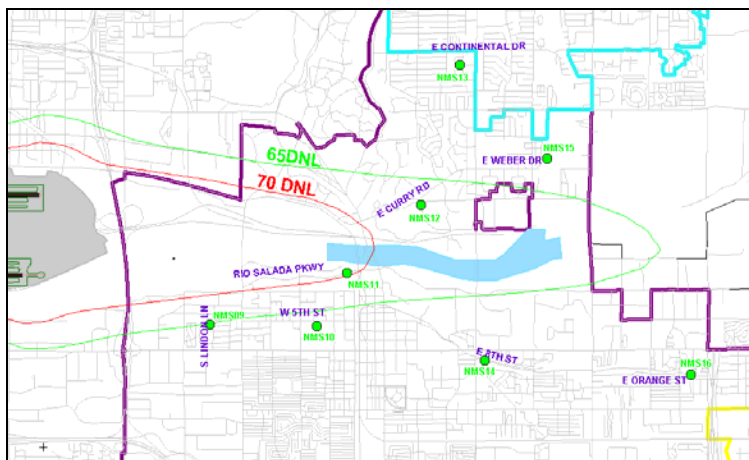 E CONTINENTAL DR
NMS13
65DNL
NMS15
E WEBER DR
70 DNL
E CURRY RD
NMS12
RIO SALADA PKWY
NMS11
S LINDON LN
NMS09
W 5TH ST
NMS10
E 8TH ST
NMS14
NMS16
E ORANGE ST